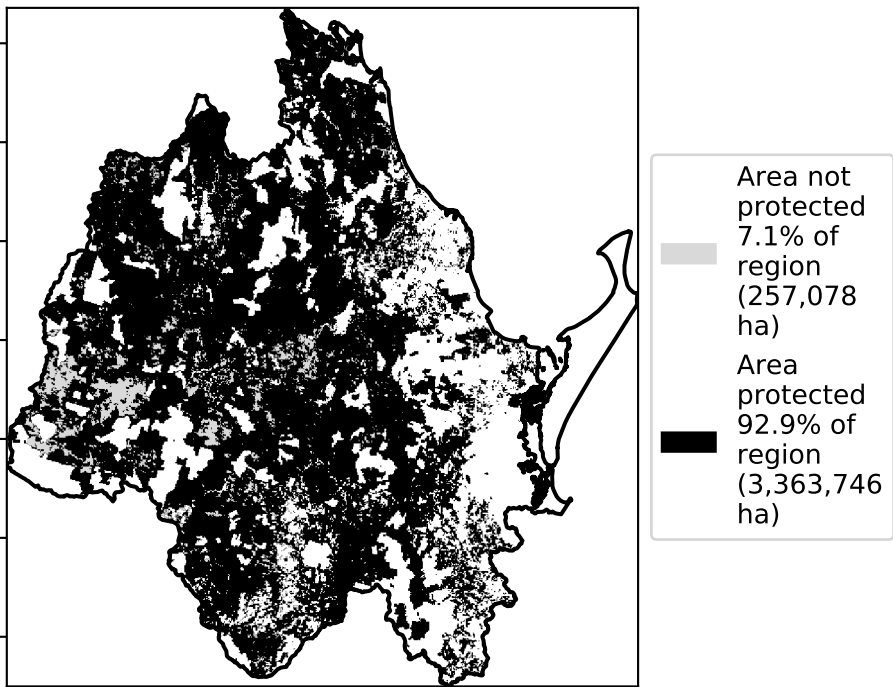 Area not
protected
7.1% of
region
(257,078
ha)
Area
protected
92.9% of
region
(3,363,746
ha)